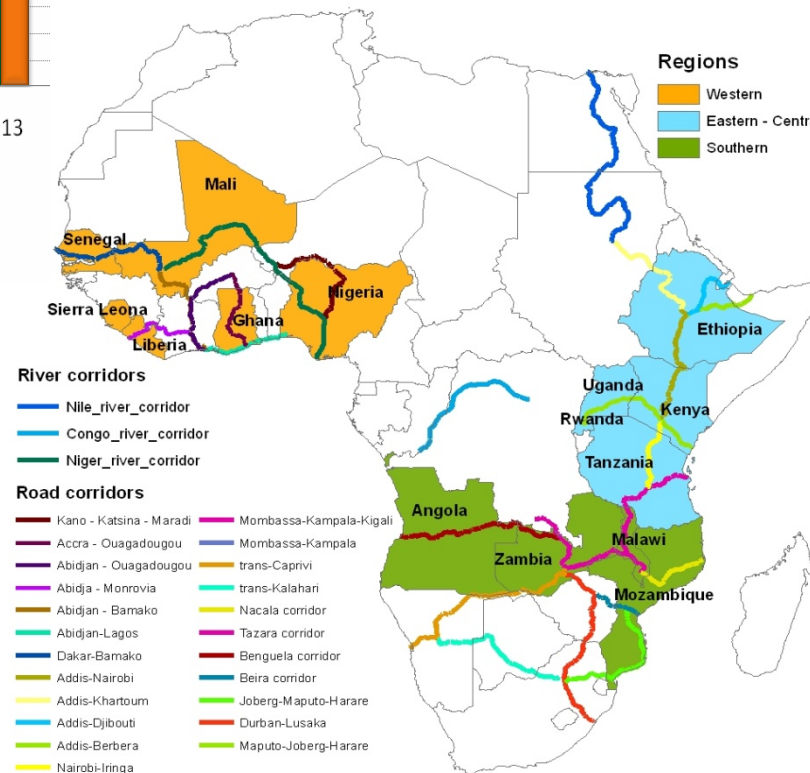 13
Regions
Western
Eastern - Centr
Southern
Mali
Senegal
Nigeria
Sierra Leona
Ghana
Liberia
Ethiopia
Uganda
Kenya
Rwanda
Tanzania
Angola
Malawi
Zambia
Mozambique
River corridors
Nile_river_corridor
Congo_river_corridor
Niger_river_corridor
Road corridors
Kano - Katsina - Maradi
Accra - Ouagadougou
Abidjan - Ouagadougou
Abidja - Monrovia
Abidjan - Bamako
Abidjan-Lagos
Dakar-Bamako
Addis-Nairobi
Addis-Khartoum
Addis-Djibouti
Addis-Berbera
Nairobi-Iringa
Mombassa-Kampala-Kigali
Mombassa-Kampala
trans-Caprivi
trans-Kalahari
Nacala corridor
Tazara corridor
Benguela corridor
Beira corridor
Joberg-Maputo-Harare
Durban-Lusaka
Maputo-Joberg-Harare